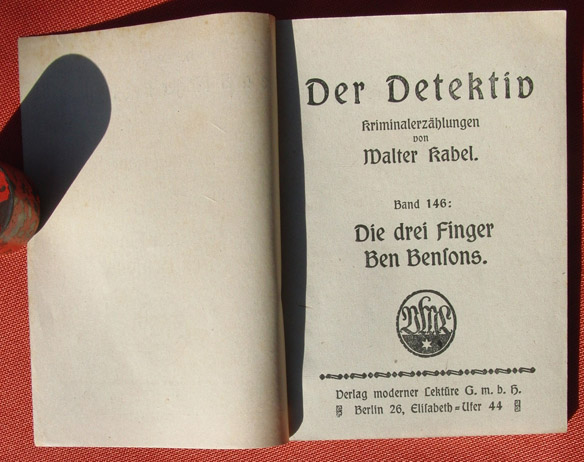 Der Detektiv
Kriminalerzählungen
von
Walter Kabel.
Band 146:
Die drei Finger
Ben Benſons.
VmL
Verlag moderner Lektüre G. m. b. H.
Berlin 26, Eliſabeth=Ufer 44